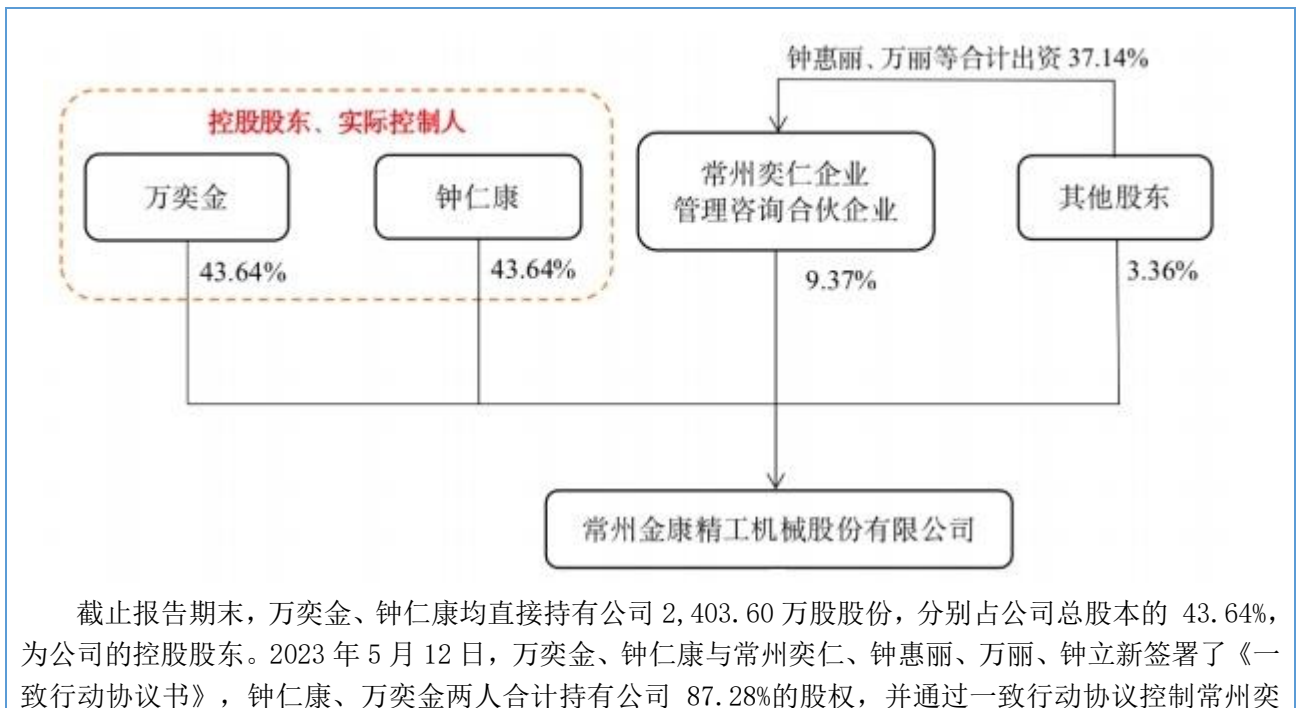 钟惠丽、万丽等合计出资 37.14%
控股股东、实际控制人
万奕金
钟仁康
常州奕仁企业
管理咨询合伙企业
其他股东
43.64%
43.64%
9.37%
3.36%
常州金康精工机械股份有限公司
截止报告期末，万奕金、钟仁康均直接持有公司 2,403.60 万股股份，分别占公司总股本的 43.64%，
为公司的控股股东。2023 年 5 月 12 日，万奕金、钟仁康与常州奕仁、钟惠丽、万丽、钟立新签署了《一
致行动协议书》，钟仁康、万奕金两人合计持有公司 87.28%的股权，并通过一致行动协议控制常州奕